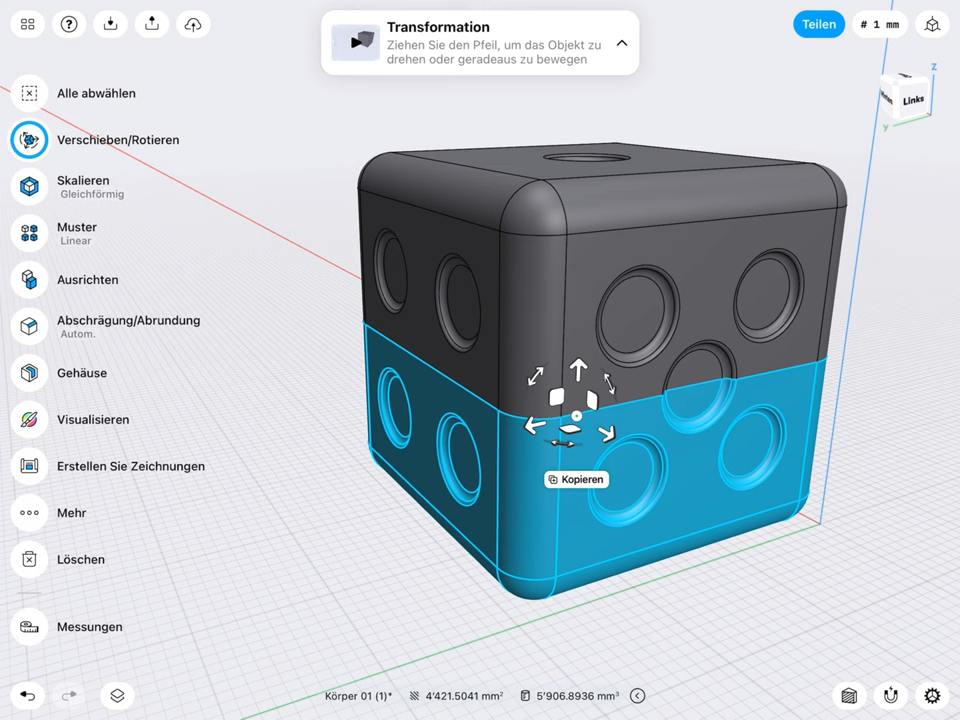 Transformation
Ziehen Sie den Pfeil, um das Objekt zu
drehen oder geradeaus zu bewegen
Teilen
# 1 mm
Z
Links
y
Alle abwählen
Verschieben/Rotieren
Skalieren
Gleichförmig
Muster
Linear
Ausrichten
Abschrägung/Abrundung
Autom.
Gehäuse
Visualisieren
Erstellen Sie Zeichnungen
Mehr
Löschen
Messungen
Kopieren
Körper 01 (1)*
4'421.5041 mm²
5'906.8936 mm³